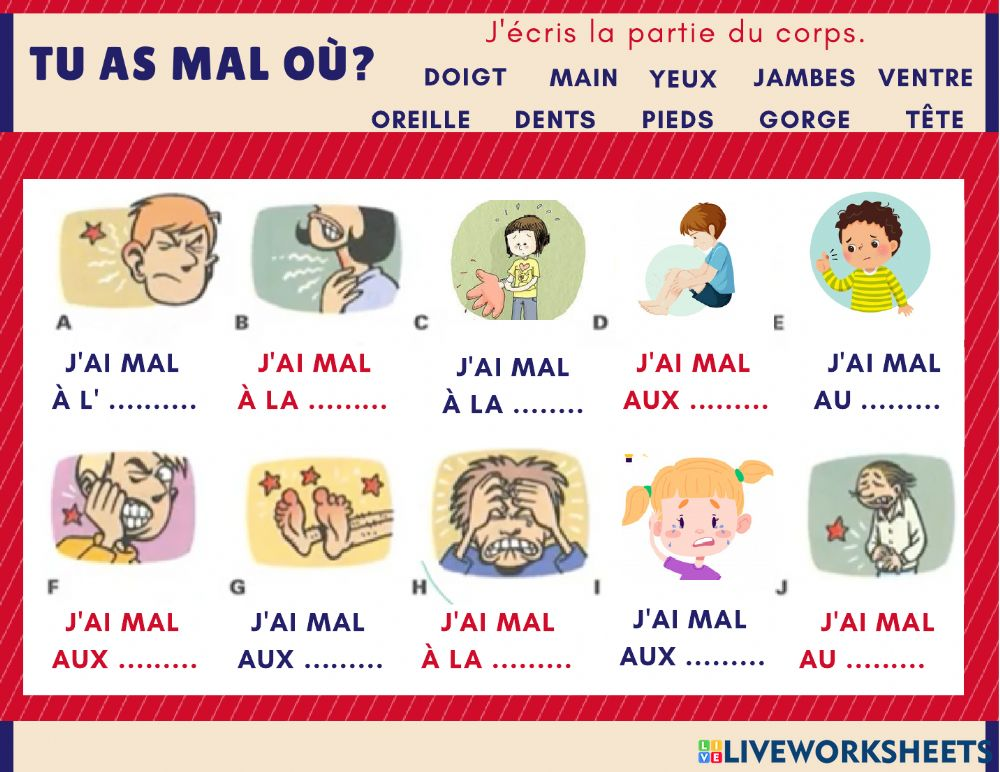 TU AS MAL OÙ?
J'écris la partie du corps.
DOIGT MAIN YEUX JAMBES VENTRE
OREILLE DENTS PIEDS GORGE TÊTE
A B C D E
J'AI MAL
À L' ..........
J'AI MAL
À LA .........
J'AI MAL
À LA ........
J'AI MAL
AUX .........
J'AI MAL
AU .........
F G H I J
J'AI MAL
AUX .........
J'AI MAL
AUX .........
J'AI MAL
À LA .........
J'AI MAL
AUX .........
J'AI MAL
AU .........
LIVE LIVEWORKSHEETS